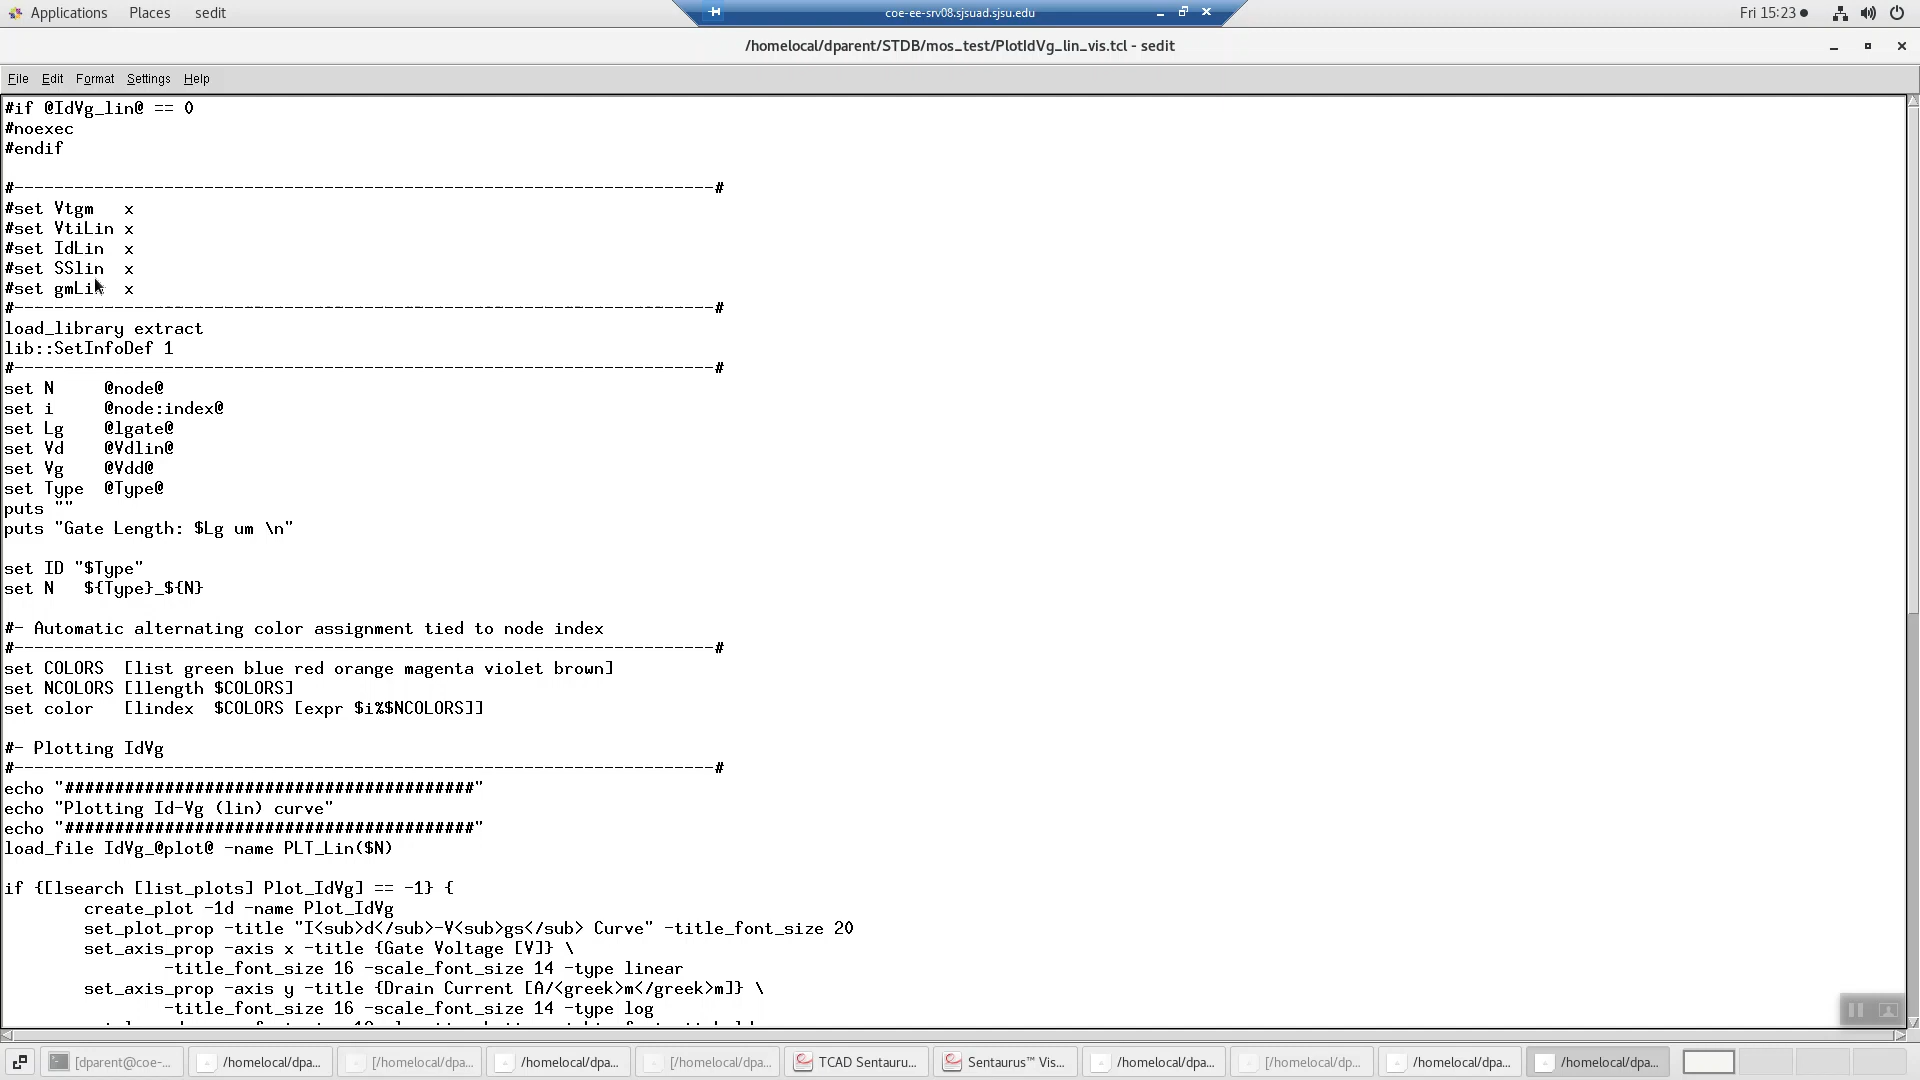 Applications Places sedit
coe-ee-srv08.sjsuad.sjsu.edu
Fri 15:23
/homelocal/dparent/STDB/mos_test/PlotIdVg_lin_vis.tcl - sedit
File Edit Format Settings Help
#if @IdVg_lin@ == 0
#noexec
#endif
#----------------------------------------------------------------------#
#set Vtgm   x
#set VtiLin x
#set IdLin  x
#set SSlin  x
#set gmLin  x
#----------------------------------------------------------------------#
load_library extract
lib::SetInfoDef 1
#----------------------------------------------------------------------#
set N     @node@
set i     @node:index@
set Lg    @lgate@
set Vd    @Vdlin@
set Vg    @Vdd@
set Type  @Type@
puts ""
puts "Gate Length: $Lg um \n"
set ID "$Type"
set N   ${Type}_${N}
#- Automatic alternating color assignment tied to node index
#----------------------------------------------------------------------#
set COLORS  [list green blue red orange magenta violet brown]
set NCOLORS [llength $COLORS]
set color   [lindex  $COLORS [expr $i%$NCOLORS]]
#- Plotting IdVg
#----------------------------------------------------------------------#
echo "#########################################"
echo "Plotting Id-Vg (lin) curve"
echo "#########################################"
load_file IdVg_@plot@ -name PLT_Lin($N)
if {[lsearch [list_plots] Plot_IdVg] == -1} {
        create_plot -1d -name Plot_IdVg
        set_plot_prop -title "I<sub>d</sub>-V<sub>gs</sub> Curve" -title_font_size 20
        set_axis_prop -axis x -title {Gate Voltage [V]} \
                -title_font_size 16 -scale_font_size 14 -type linear
        set_axis_prop -axis y -title {Drain Current [A/<greek>m</greek>m]} \
                -title_font_size 16 -scale_font_size 14 -type log
[dparent@coe-... /homelocal/dpa... [/homelocal/dpa... /homelocal/dpa... [/homelocal/dpa... TCAD Sentauru... Sentaurus™ Vis... /homelocal/dpa... [/homelocal/dpa... /homelocal/dpa... /homelocal/dpa...